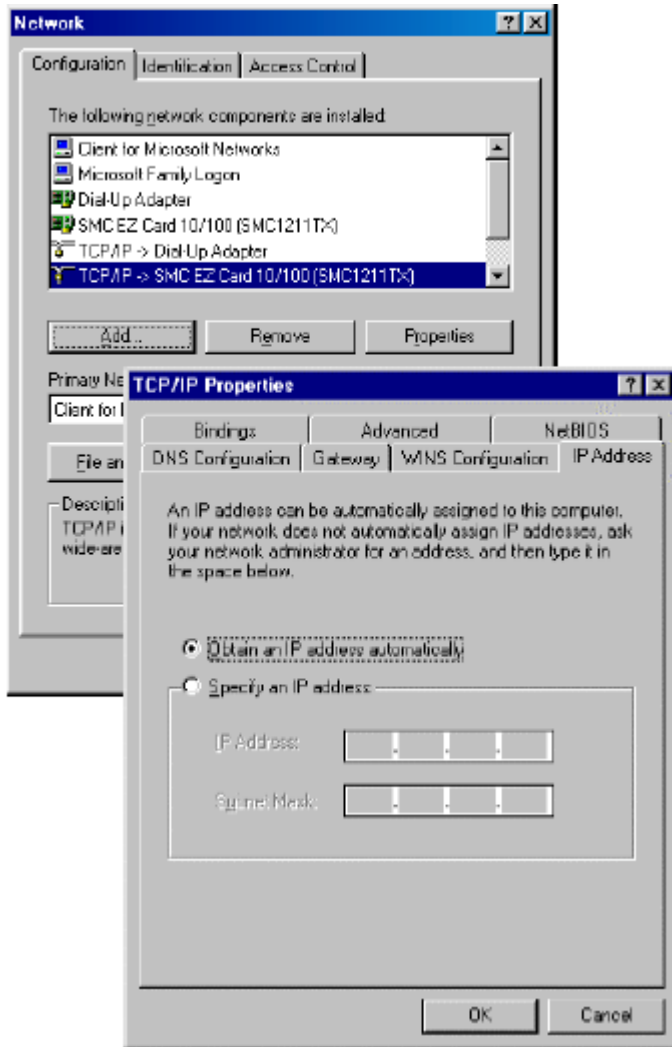 Network
Configuration Identification Access Control
The following network components are installed:
Client for Microsoft Networks
Microsoft Family Logon
Dial-Up Adapter
SMC EZ Card 10/100 (SMC1211TX)
TCP/IP -> Dial-Up Adapter
TCP/IP -> SMC EZ Card 10/100 (SMC1211TX)
Add... Remove Properties
Primary Ne
Client for
File an
Descripti
TCP/IP i
wide-are
TCP/IP Properties
Bindings Advanced NetBIOS
DNS Configuration Gateway WINS Configuration IP Address
An IP address can be automatically assigned to this computer.
If your network does not automatically assign IP addresses, ask
your network administrator for an address, and then type it in
the space below.
Obtain an IP address automatically
Specify an IP address:
IP Address:
Subnet Mask:
OK Cancel